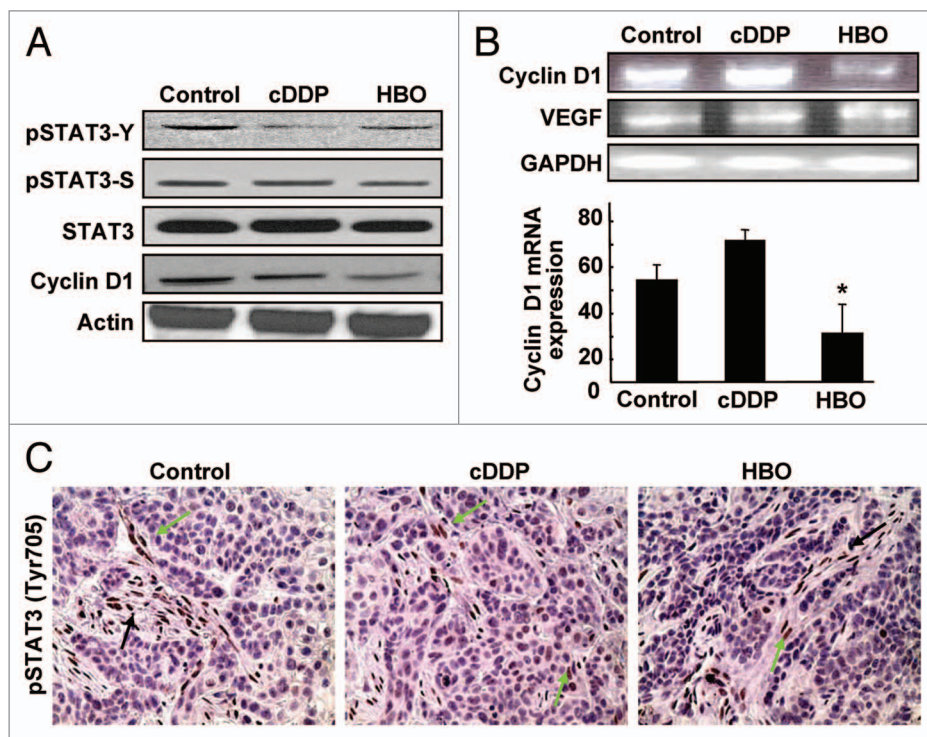 A
Control cDDP HBO
pSTAT3-Y
pSTAT3-S
STAT3
Cyclin D1
Actin
B
Control cDDP HBO
Cyclin D1
VEGF
GAPDH
Cyclin D1 mRNA
expression
80
60
40
20
0
*
Control cDDP HBO
C
Control cDDP HBO
pSTAT3 (Tyr705)